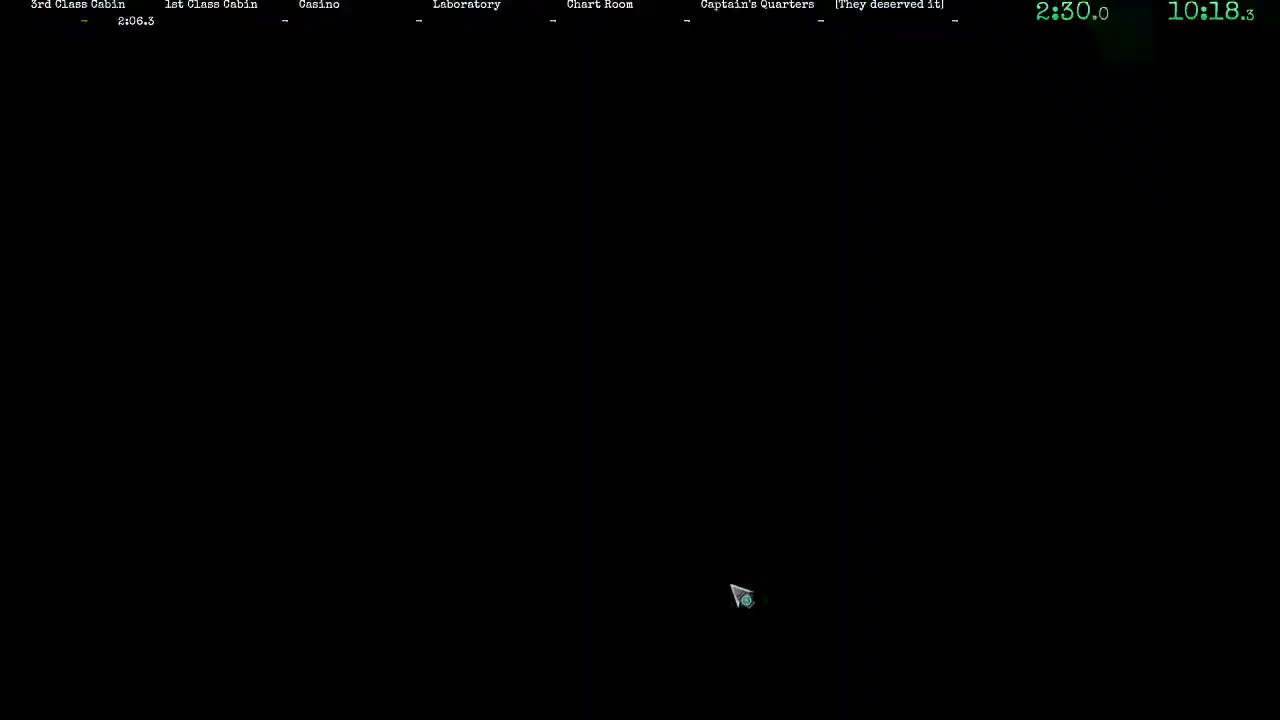 3rd Class Cabin 1st Class Cabin Casino Laboratory Chart Room Captain's Quarters [They deserved it]
– 2:06.3 – – – – – –
2:30.0 10:18.3